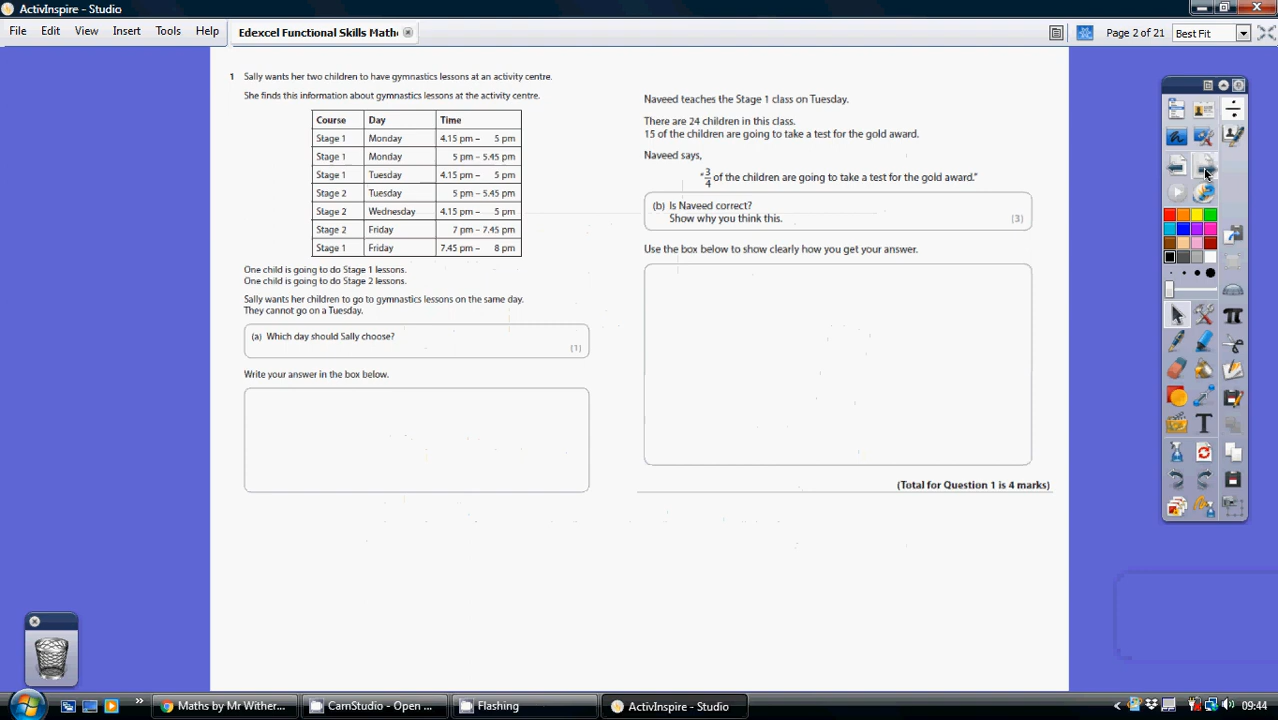 ActivInspire - Studio
File Edit View Insert Tools Help Edexcel Functional Skills Mathe Page 2 of 21 Best Fit
1 Sally wants her two children to have gymnastics lessons at an activity centre.
She finds this information about gymnastics lessons at the activity centre.
Course Day Time
Stage 1 Monday 4.15 pm – 5 pm
Stage 1 Monday 5 pm – 5.45 pm
Stage 1 Tuesday 4.15 pm – 5 pm
Stage 2 Tuesday 5 pm – 5.45 pm
Stage 2 Wednesday 4.15 pm – 5 pm
Stage 2 Friday 7 pm – 7.45 pm
Stage 1 Friday 7.45 pm – 8 pm
One child is going to do Stage 1 lessons.
One child is going to do Stage 2 lessons.
Sally wants her children to go to gymnastics lessons on the same day.
They cannot go on a Tuesday.
(a) Which day should Sally choose?
[1]
Write your answer in the box below.
Naveed teaches the Stage 1 class on Tuesday.
There are 24 children in this class.
15 of the children are going to take a test for the gold award.
Naveed says,
"3/4 of the children are going to take a test for the gold award."
(b) Is Naveed correct?
Show why you think this. [3]
Use the box below to show clearly how you get your answer.
(Total for Question 1 is 4 marks)
Maths by Mr Wither... CamStudio - Open ... Flashing ActivInspire - Studio 09:44